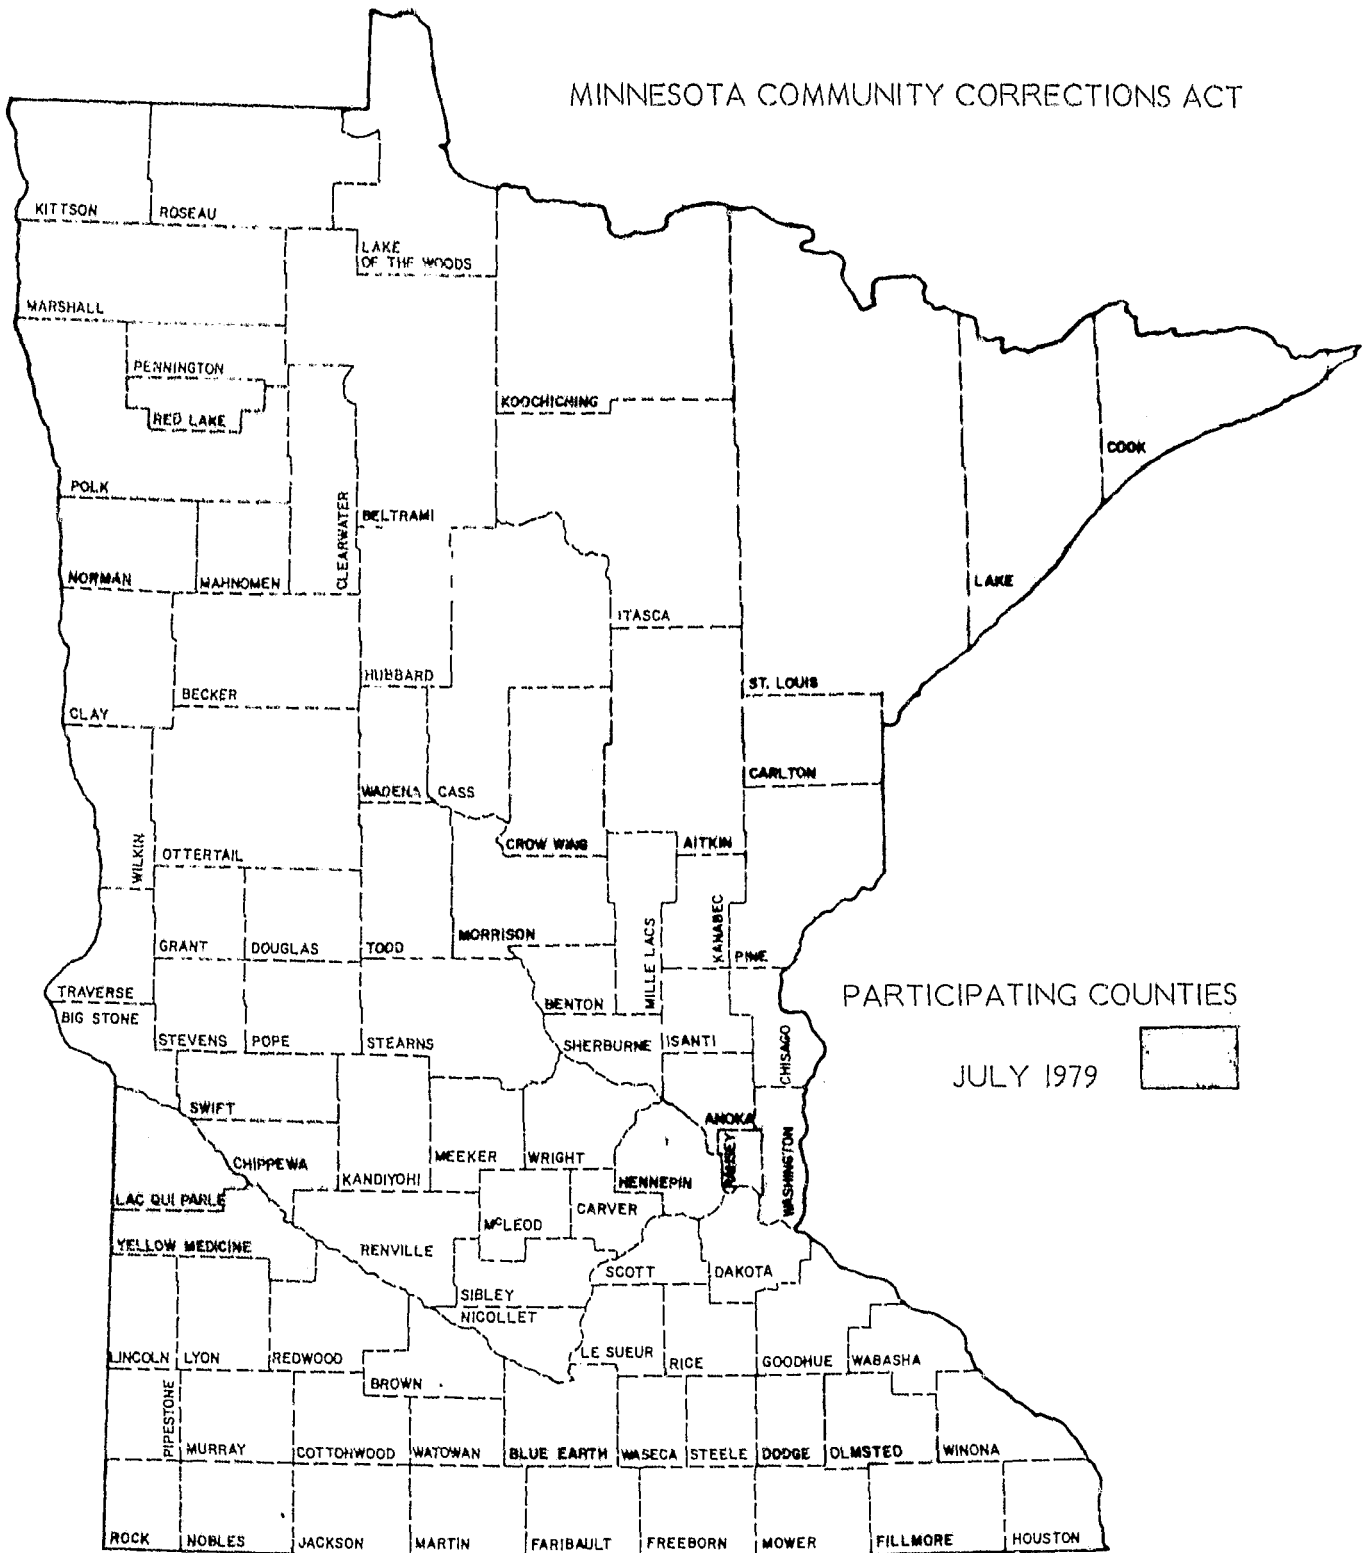 MINNESOTA COMMUNITY CORRECTIONS ACT
KITTSON
ROSEAU
LAKE
OF THE WOODS
MARSHALL
PENNINGTON
RED LAKE
KOOCHICHING
COOK
POLK
CLEARWATER
BELTRAMI
NORMAN
MAHNOMEN
LAKE
ITASCA
HUBBARD
ST. LOUIS
BECKER
CLAY
CARLTON
WADENA
CASS
WILKIN
OTTERTAIL
CROW WING
AITKIN
GRANT
DOUGLAS
TODD
MORRISON
MILLE LACS
KANABEC
PINE
TRAVERSE
BIG STONE
BENTON
PARTICIPATING COUNTIES
STEVENS
POPE
STEARNS
SHERBURNE
ISANTI
CHISAGO
JULY 1979
SWIFT
ANOKA
CHIPPEWA
KANDIYOHI
MEEKER
WRIGHT
HENNEPIN
RAMSEY
WASHINGTON
LAC QUI PARLE
McLEOD
CARVER
YELLOW MEDICINE
RENVILLE
SCOTT
DAKOTA
SIBLEY
NICOLLET
LINCOLN
LYON
REDWOOD
LE SUEUR
RICE
GOODHUE
WABASHA
BROWN
PIPESTONE
MURRAY
COTTONWOOD
WATOWAN
BLUE EARTH
WASECA
STEELE
DODGE
OLMSTED
WINONA
ROCK
NOBLES
JACKSON
MARTIN
FARIBAULT
FREEBORN
MOWER
FILLMORE
HOUSTON